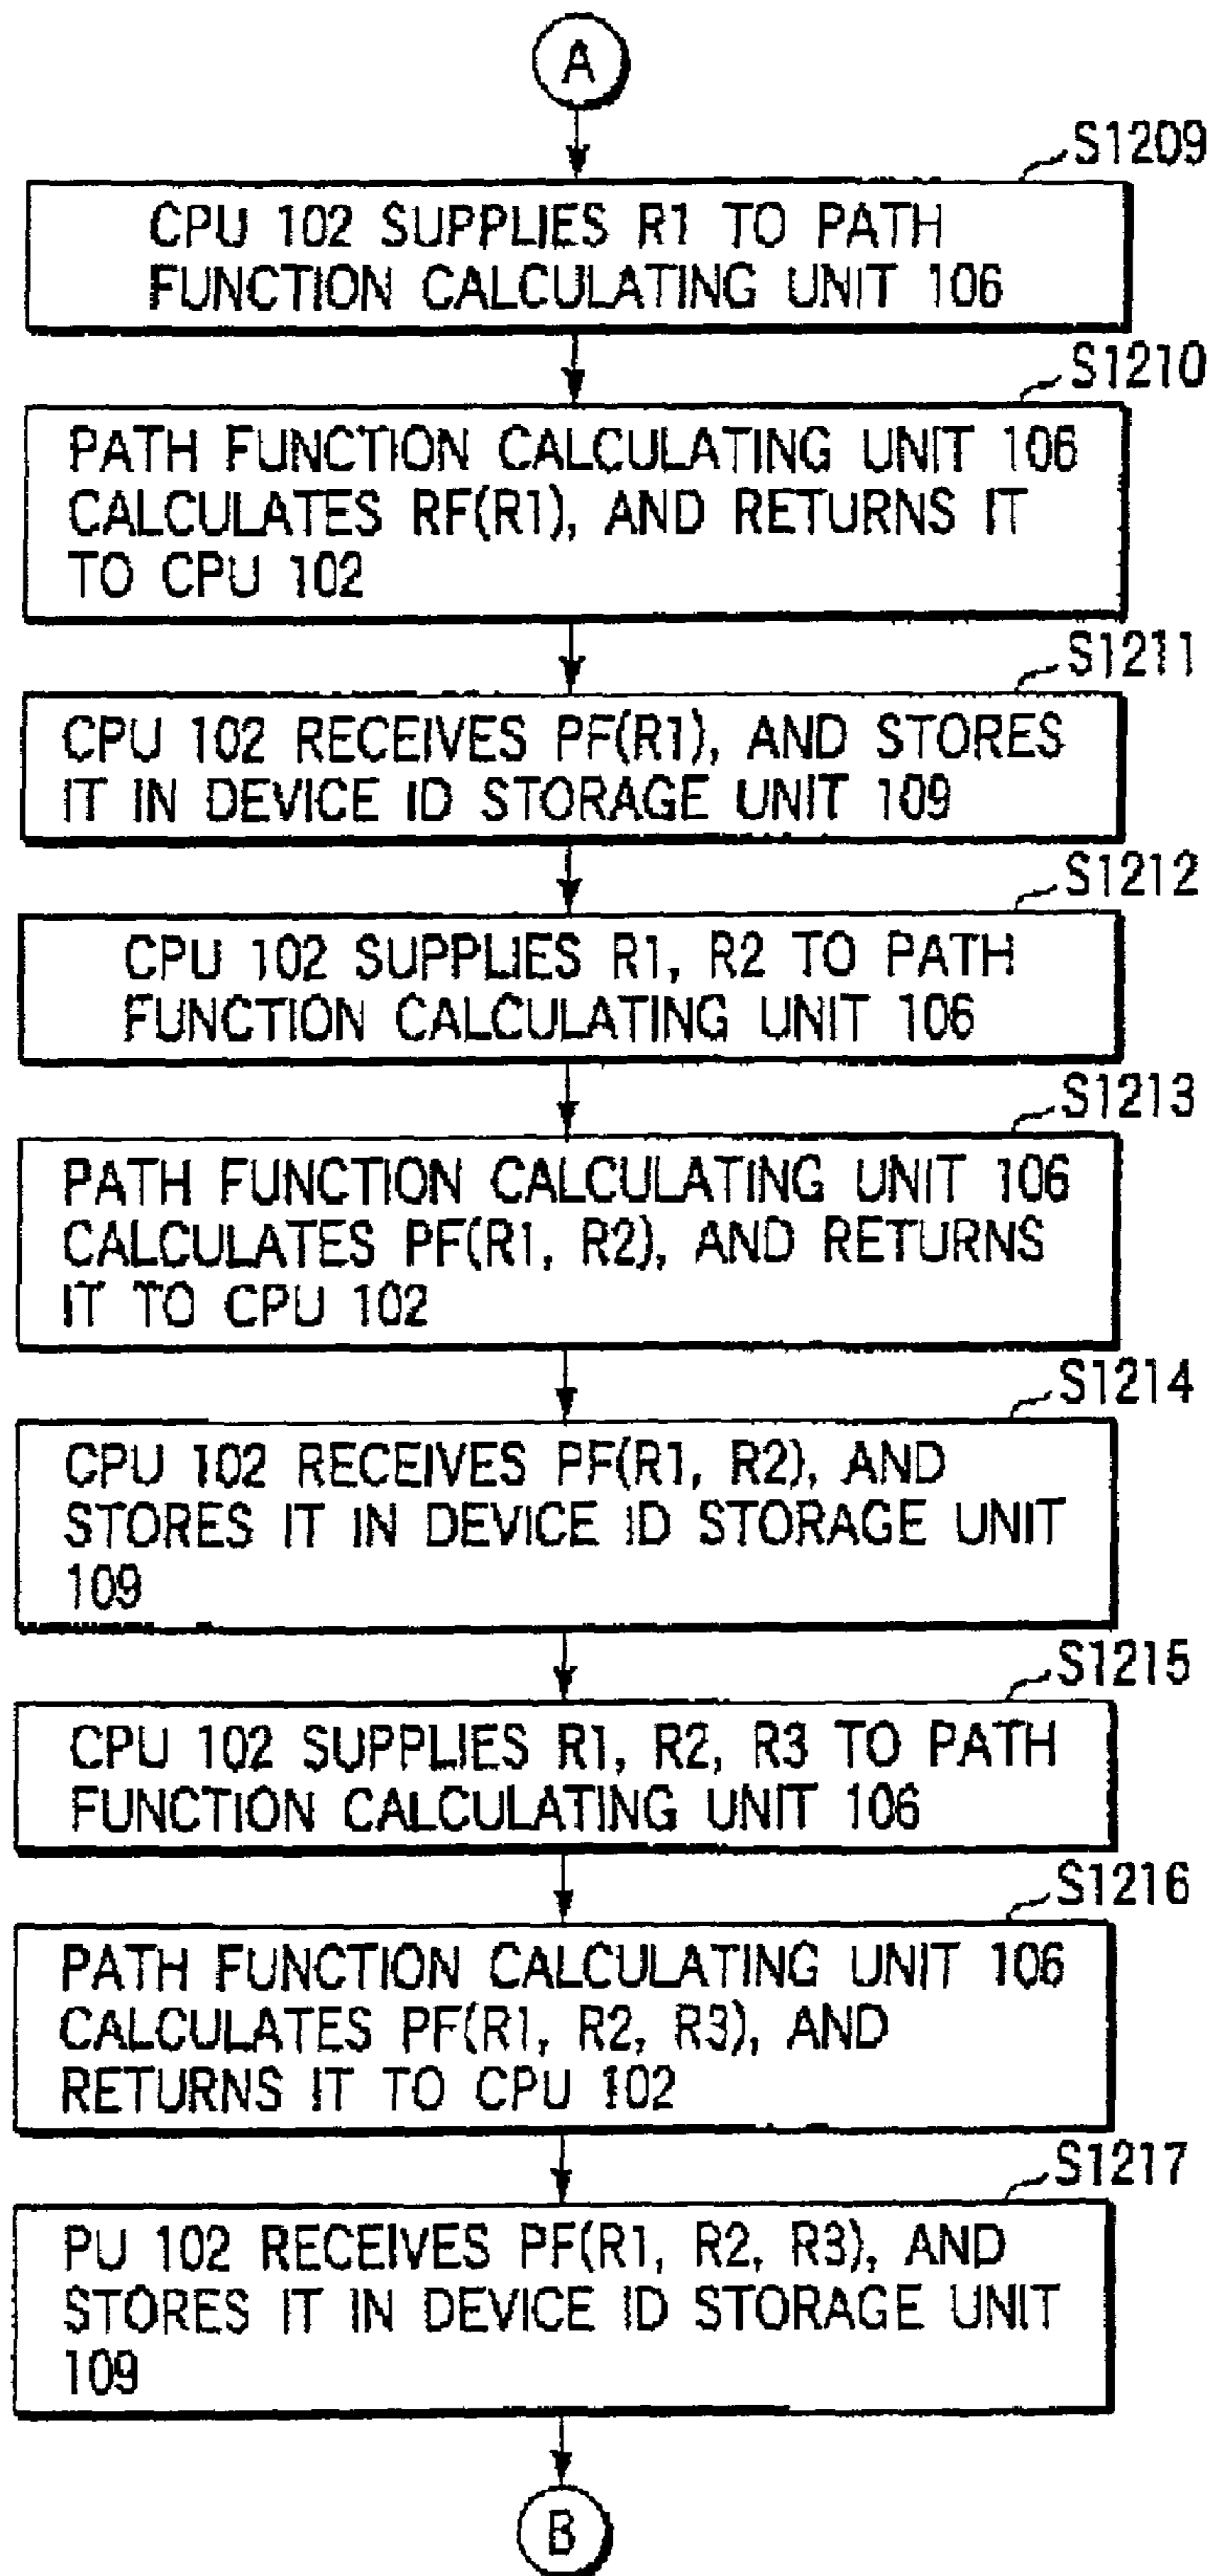 A
S1209
CPU 102 SUPPLIES R1 TO PATH
FUNCTION CALCULATING UNIT 106
S1210
PATH FUNCTION CALCULATING UNIT 106
CALCULATES RF(R1), AND RETURNS IT
TO CPU 102
S1211
CPU 102 RECEIVES PF(R1), AND STORES
IT IN DEVICE ID STORAGE UNIT 109
S1212
CPU 102 SUPPLIES R1, R2 TO PATH
FUNCTION CALCULATING UNIT 106
S1213
PATH FUNCTION CALCULATING UNIT 106
CALCULATES PF(R1, R2), AND RETURNS
IT TO CPU 102
S1214
CPU 102 RECEIVES PF(R1, R2), AND
STORES IT IN DEVICE ID STORAGE UNIT
109
S1215
CPU 102 SUPPLIES R1, R2, R3 TO PATH
FUNCTION CALCULATING UNIT 106
S1216
PATH FUNCTION CALCULATING UNIT 106
CALCULATES PF(R1, R2, R3), AND
RETURNS IT TO CPU 102
S1217
PU 102 RECEIVES PF(R1, R2, R3), AND
STORES IT IN DEVICE ID STORAGE UNIT
109
B